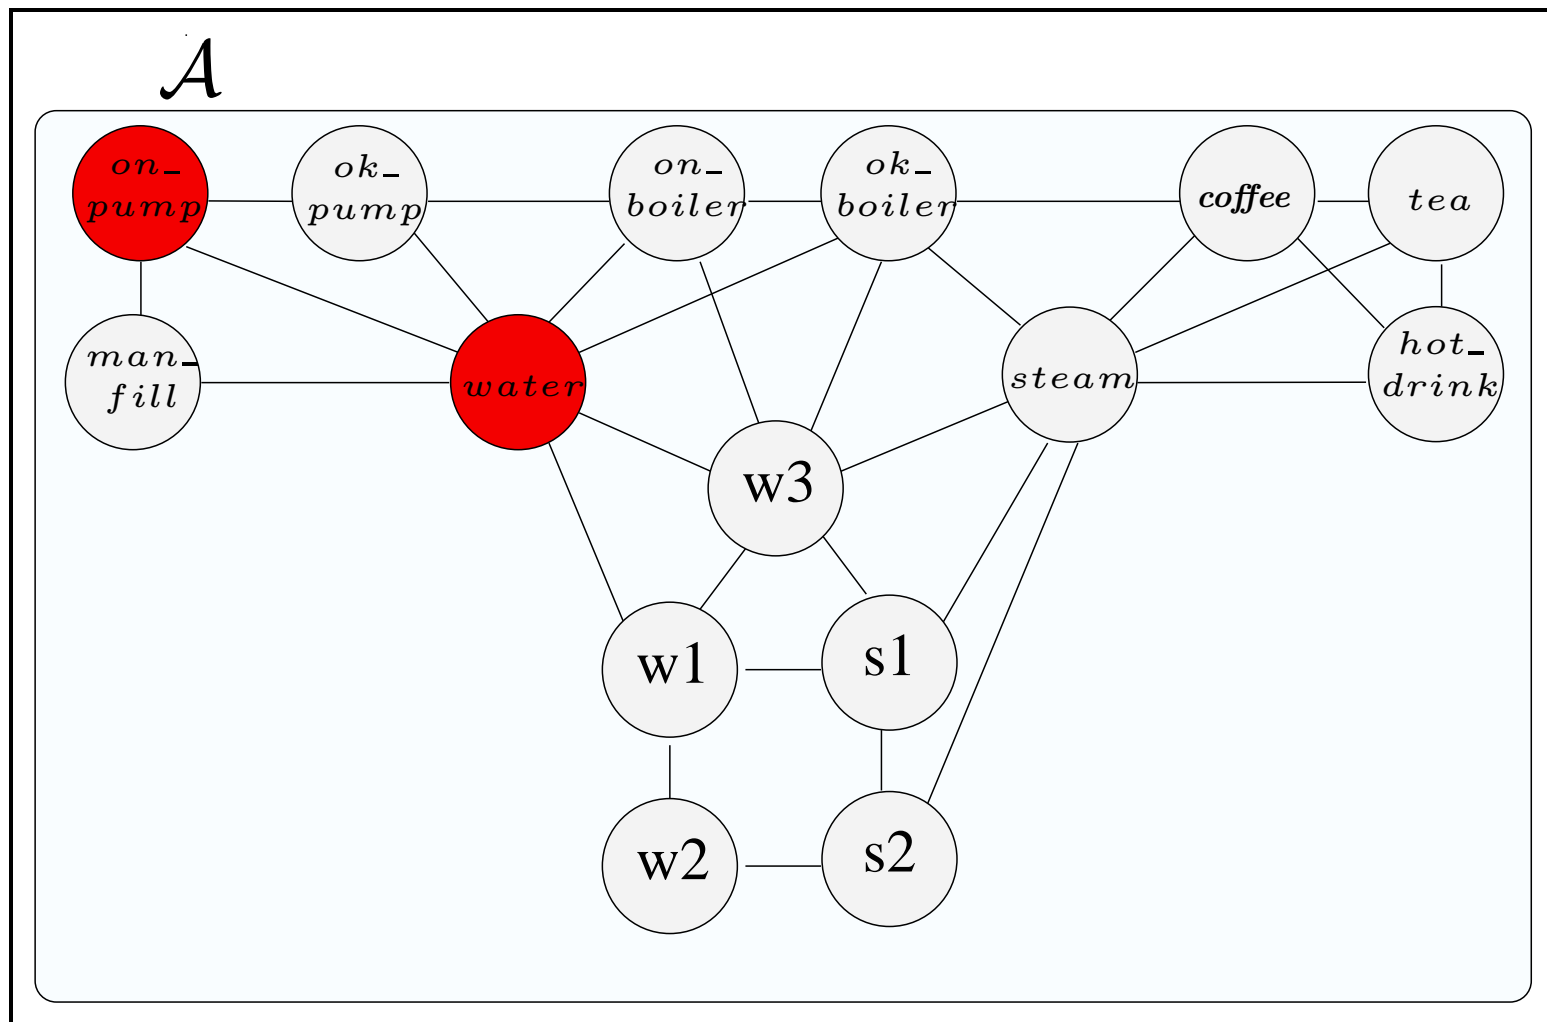 𝒜
on_
pump
ok_
pump
on_
boiler
ok_
boiler
coffee
tea
man_
fill
water
steam
hot_
drink
w3
w1
s1
w2
s2